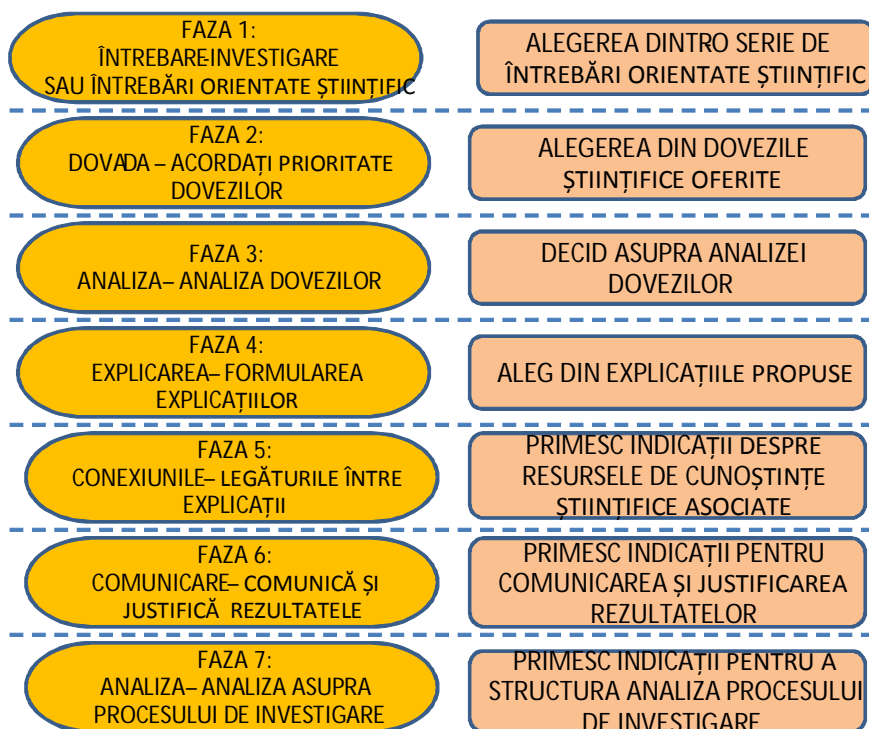 FAZA 1:
ÎNTREBARE-INVESTIGARE
SAU ÎNTREBĂRI ORIENTATE ȘTIINȚIFIC
ALEGEREA DINTR-O SERIE DE
ÎNTREBĂRI ORIENTATE ȘTIINȚIFIC
FAZA 2:
DOVADA – ACORDAȚI PRIORITATE
DOVEZILOR
ALEGEREA DIN DOVEZILE
ȘTIINȚIFICE OFERITE
FAZA 3:
ANALIZA– ANALIZA DOVEZILOR
DECID ASUPRA ANALIZEI
DOVEZILOR
FAZA 4:
EXPLICAREA– FORMULAREA
EXPLICAȚIILOR
ALEG DIN EXPLICAȚIILE PROPUSE
FAZA 5:
CONEXIUNILE– LEGĂTURILE ÎNTRE
EXPLICAȚII
PRIMESC INDICAȚII DESPRE
RESURSELE DE CUNOȘTINȚE
ȘTIINȚIFICE ASOCIATE
FAZA 6:
COMUNICARE– COMUNICĂ ȘI
JUSTIFICĂ REZULTATELE
PRIMESC INDICAȚII PENTRU
COMUNICAREA ȘI JUSTIFICAREA
REZULTATELOR
FAZA 7:
ANALIZA– ANALIZA ASUPRA
PROCESULUI DE INVESTIGARE
PRIMESC INDICAȚII PENTRU A
STRUCTURA ANALIZA PROCESULUI
DE INVESTIGARE